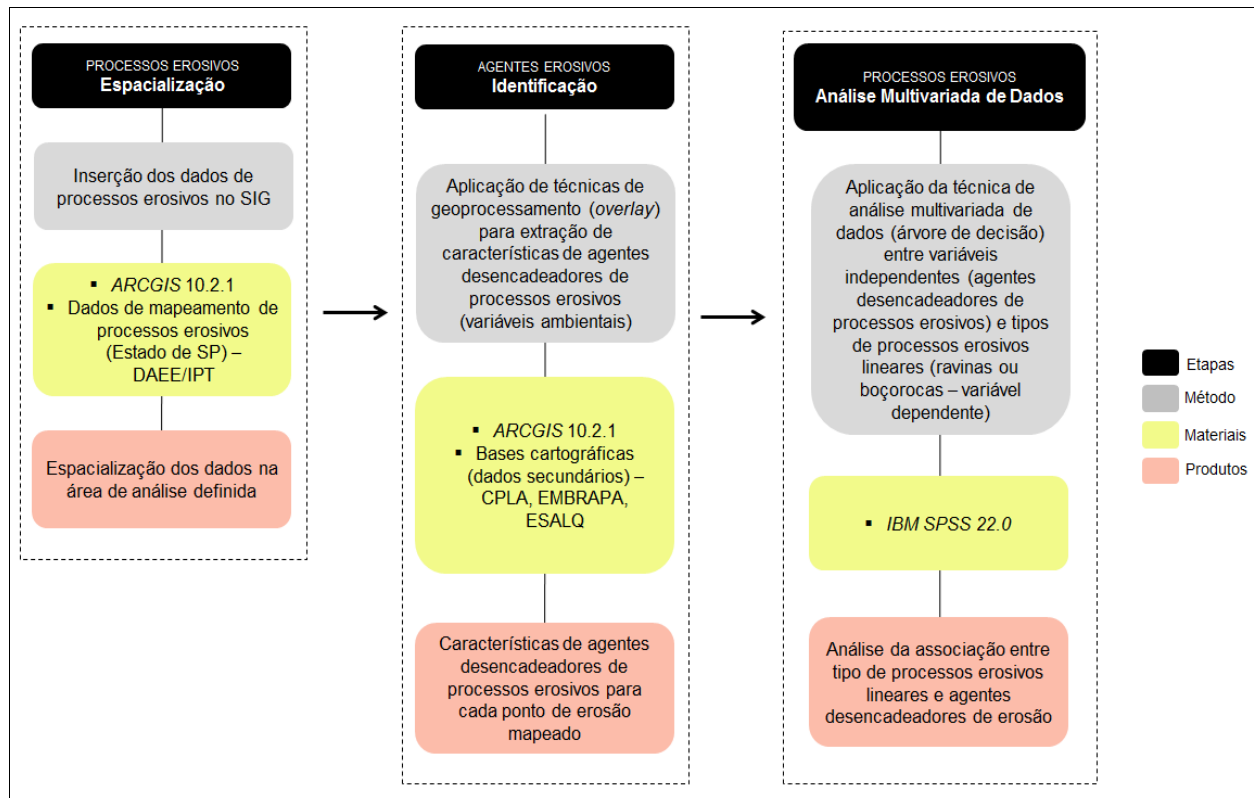 PROCESSOS EROSIVOS
Espacialização
Inserção dos dados de
processos erosivos no SIG
▪ ARCGIS 10.2.1
▪ Dados de mapeamento de
processos erosivos
(Estado de SP) –
DAEE/IPT
Espacialização dos dados na
área de análise definida
AGENTES EROSIVOS
Identificação
Aplicação de técnicas de
geoprocessamento (overlay)
para extração de
características de agentes
desencadeadores de
processos erosivos
(variáveis ambientais)
▪ ARCGIS 10.2.1
▪ Bases cartográficas
(dados secundários) –
CPLA, EMBRAPA,
ESALQ
Características de agentes
desencadeadores de
processos erosivos para
cada ponto de erosão
mapeado
PROCESSOS EROSIVOS
Análise Multivariada de Dados
Aplicação da técnica de
análise multivariada de
dados (árvore de decisão)
entre variáveis
independentes (agentes
desencadeadores de
processos erosivos) e tipos
de processos erosivos
lineares (ravinas ou
boçorocas – variável
dependente)
▪ IBM SPSS 22.0
Análise da associação entre
tipo de processos erosivos
lineares e agentes
desencadeadores de erosão
Etapas
Método
Materiais
Produtos